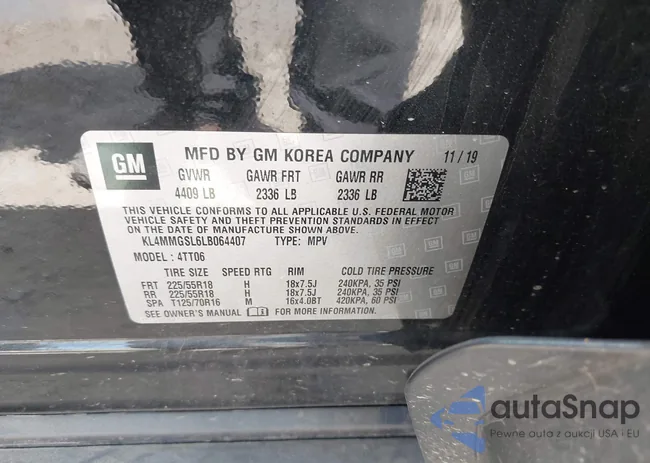 GM MFD BY GM KOREA COMPANY 11/19
GVWR GAWR FRT GAWR RR
4409 LB 2336 LB 2336 LB
THIS VEHICLE CONFORMS TO ALL APPLICABLE U.S. FEDERAL MOTOR
VEHICLE SAFETY AND THEFT PREVENTION STANDARDS IN EFFECT
ON THE DATE OF MANUFACTURE SHOWN ABOVE.
KL4MMGSL6LB064407 TYPE: MPV
MODEL: 4TT06
TIRE SIZE SPEED RTG RIM COLD TIRE PRESSURE
FRT 225/55R18 H 18x7.5J 240KPA, 35 PSI
RR 225/55R18 H 18x7.5J 240KPA, 35 PSI
SPA T125/70R16 M 16x4.0BT 420KPA, 60 PSI
SEE OWNER'S MANUAL FOR MORE INFORMATION.
autaSnap
Pewne auta z aukcji USA i EU